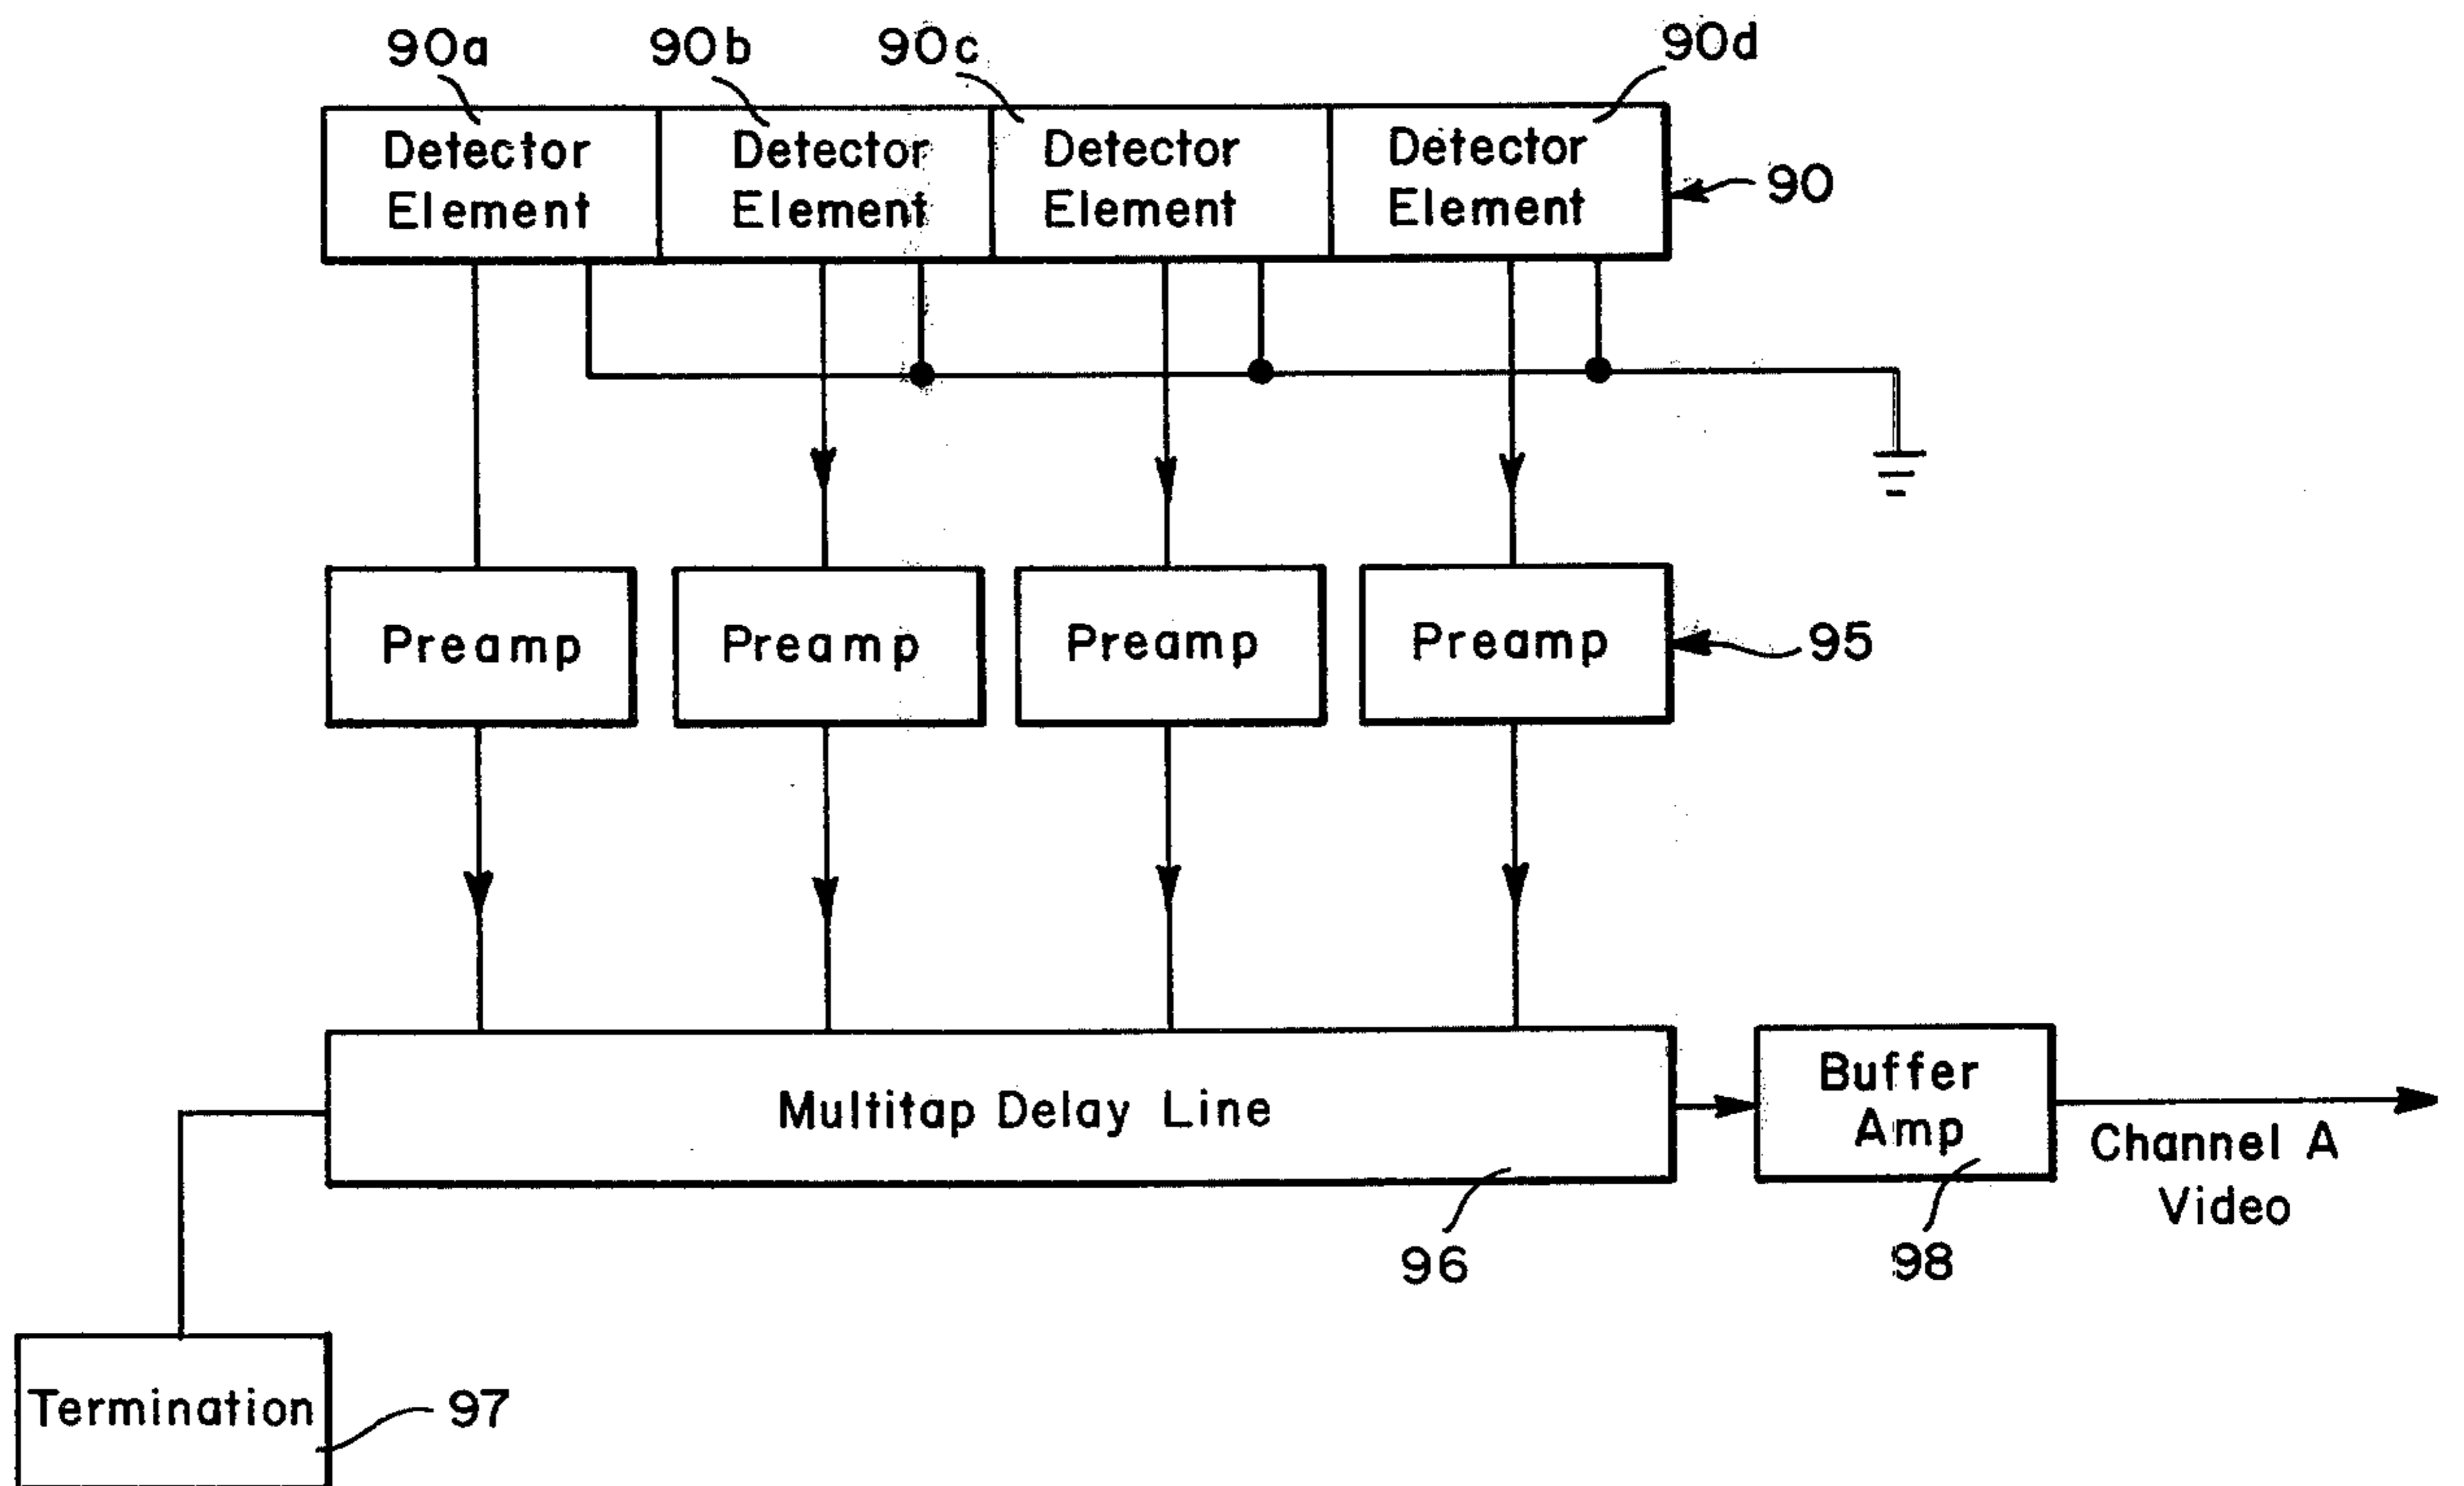 90a 90b 90c 90d
Detector Detector Detector Detector
Element Element Element Element
90
Preamp Preamp Preamp Preamp
95
Multitap Delay Line
Buffer
Amp
Channel A
Video
96
98
Termination
97